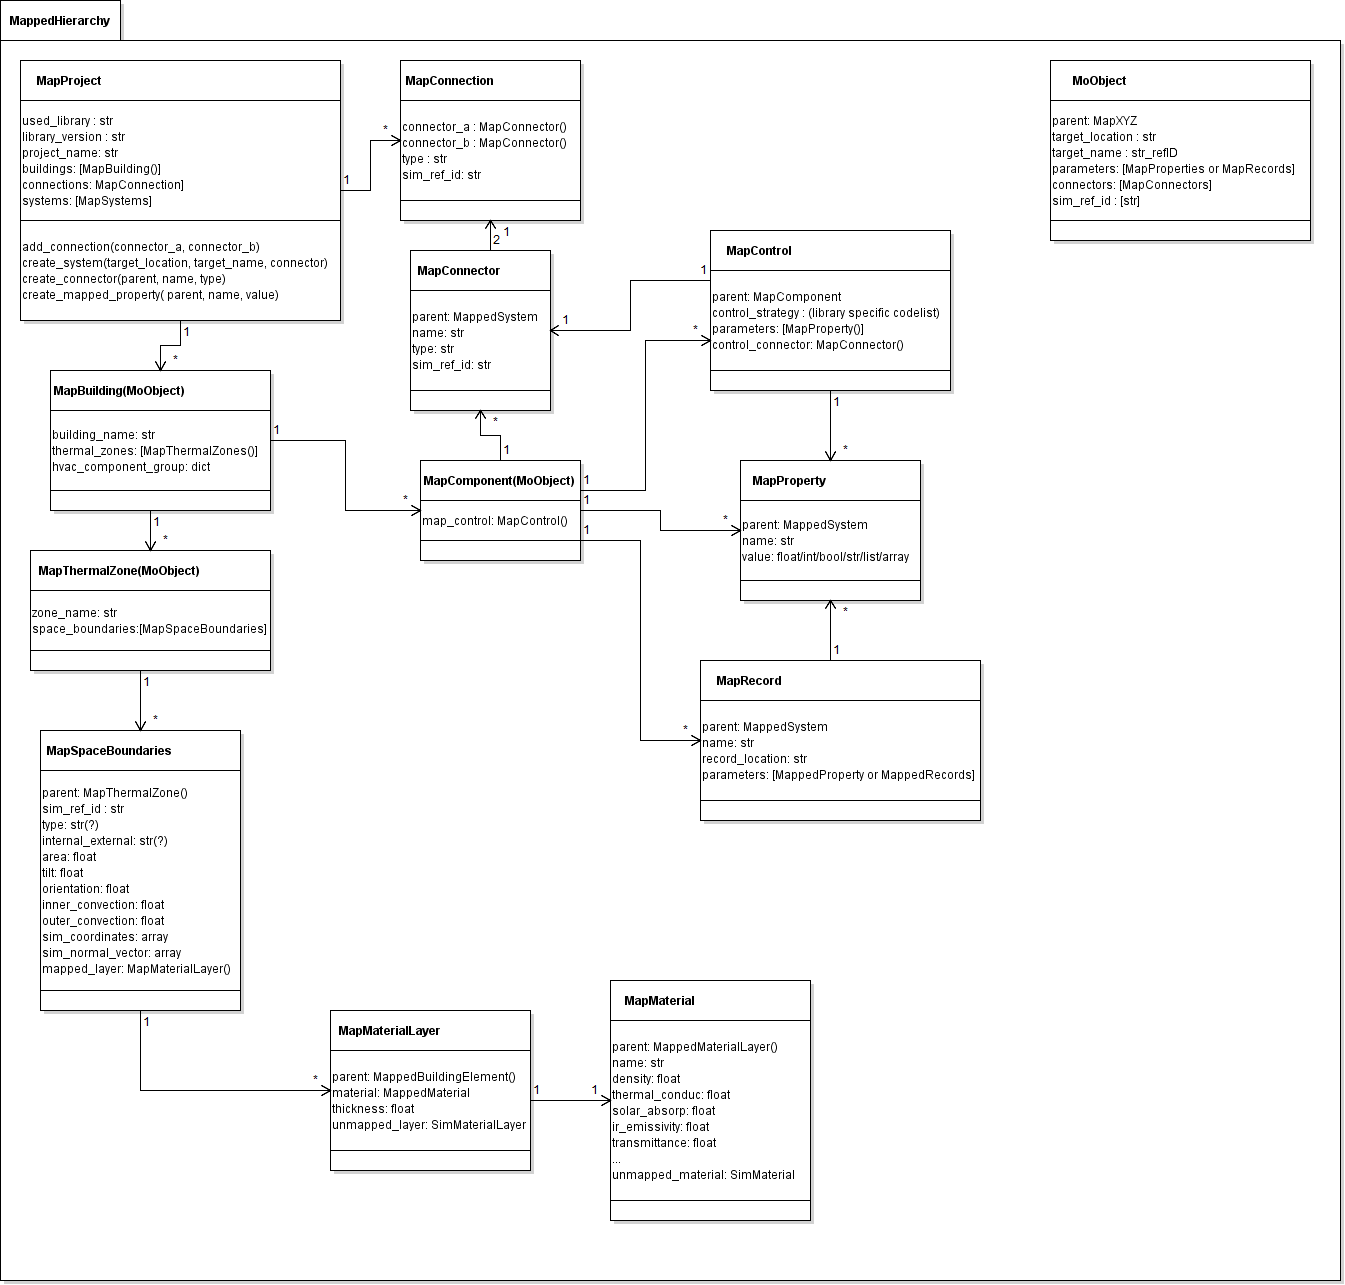 MappedHierarchy
MapProject
used_library : str
library_version : str
project_name: str
buildings: [MapBuilding()]
connections: MapConnection]
systems: [MapSystems]
add_connection(connector_a, connector_b)
create_system(target_location, target_name, connector)
create_connector(parent, name, type)
create_mapped_property( parent, name, value)
1
*
1
*
MapConnection
connector_a : MapConnector()
connector_b : MapConnector()
type : str
sim_ref_id: str
1
2
MoObject
parent: MapXYZ
target_location : str
target_name : str_refID
parameters: [MapProperties or MapRecords]
connectors: [MapConnectors]
sim_ref_id : [str]
MapConnector
parent: MappedSystem
name: str
type: str
sim_ref_id: str
*
1
MapControl
parent: MapComponent
control_strategy : (library specific codelist)
parameters: [MapProperty()]
control_connector: MapConnector()
1
1
*
1
*
MapBuilding(MoObject)
building_name: str
thermal_zones: [MapThermalZones()]
hvac_component_group: dict
1
*
1
*
MapComponent(MoObject)
map_control: MapControl()
1
1
1
*
*
MapProperty
parent: MappedSystem
name: str
value: float/int/bool/str/list/array
*
1
MapThermalZone(MoObject)
zone_name: str
space_boundaries:[MapSpaceBoundaries]
1
*
MapRecord
parent: MappedSystem
name: str
record_location: str
parameters: [MappedProperty or MappedRecords]
MapSpaceBoundaries
parent: MapThermalZone()
sim_ref_id : str
type: str(?)
internal_external: str(?)
area: float
tilt: float
orientation: float
inner_convection: float
outer_convection: float
sim_coordinates: array
sim_normal_vector: array
mapped_layer: MapMaterialLayer()
1
*
MapMaterialLayer
parent: MappedBuildingElement()
material: MappedMaterial
thickness: float
unmapped_layer: SimMaterialLayer
1
1
MapMaterial
parent: MappedMaterialLayer()
name: str
density: float
thermal_conduc: float
solar_absorp: float
ir_emissivity: float
transmittance: float
...
unmapped_material: SimMaterial